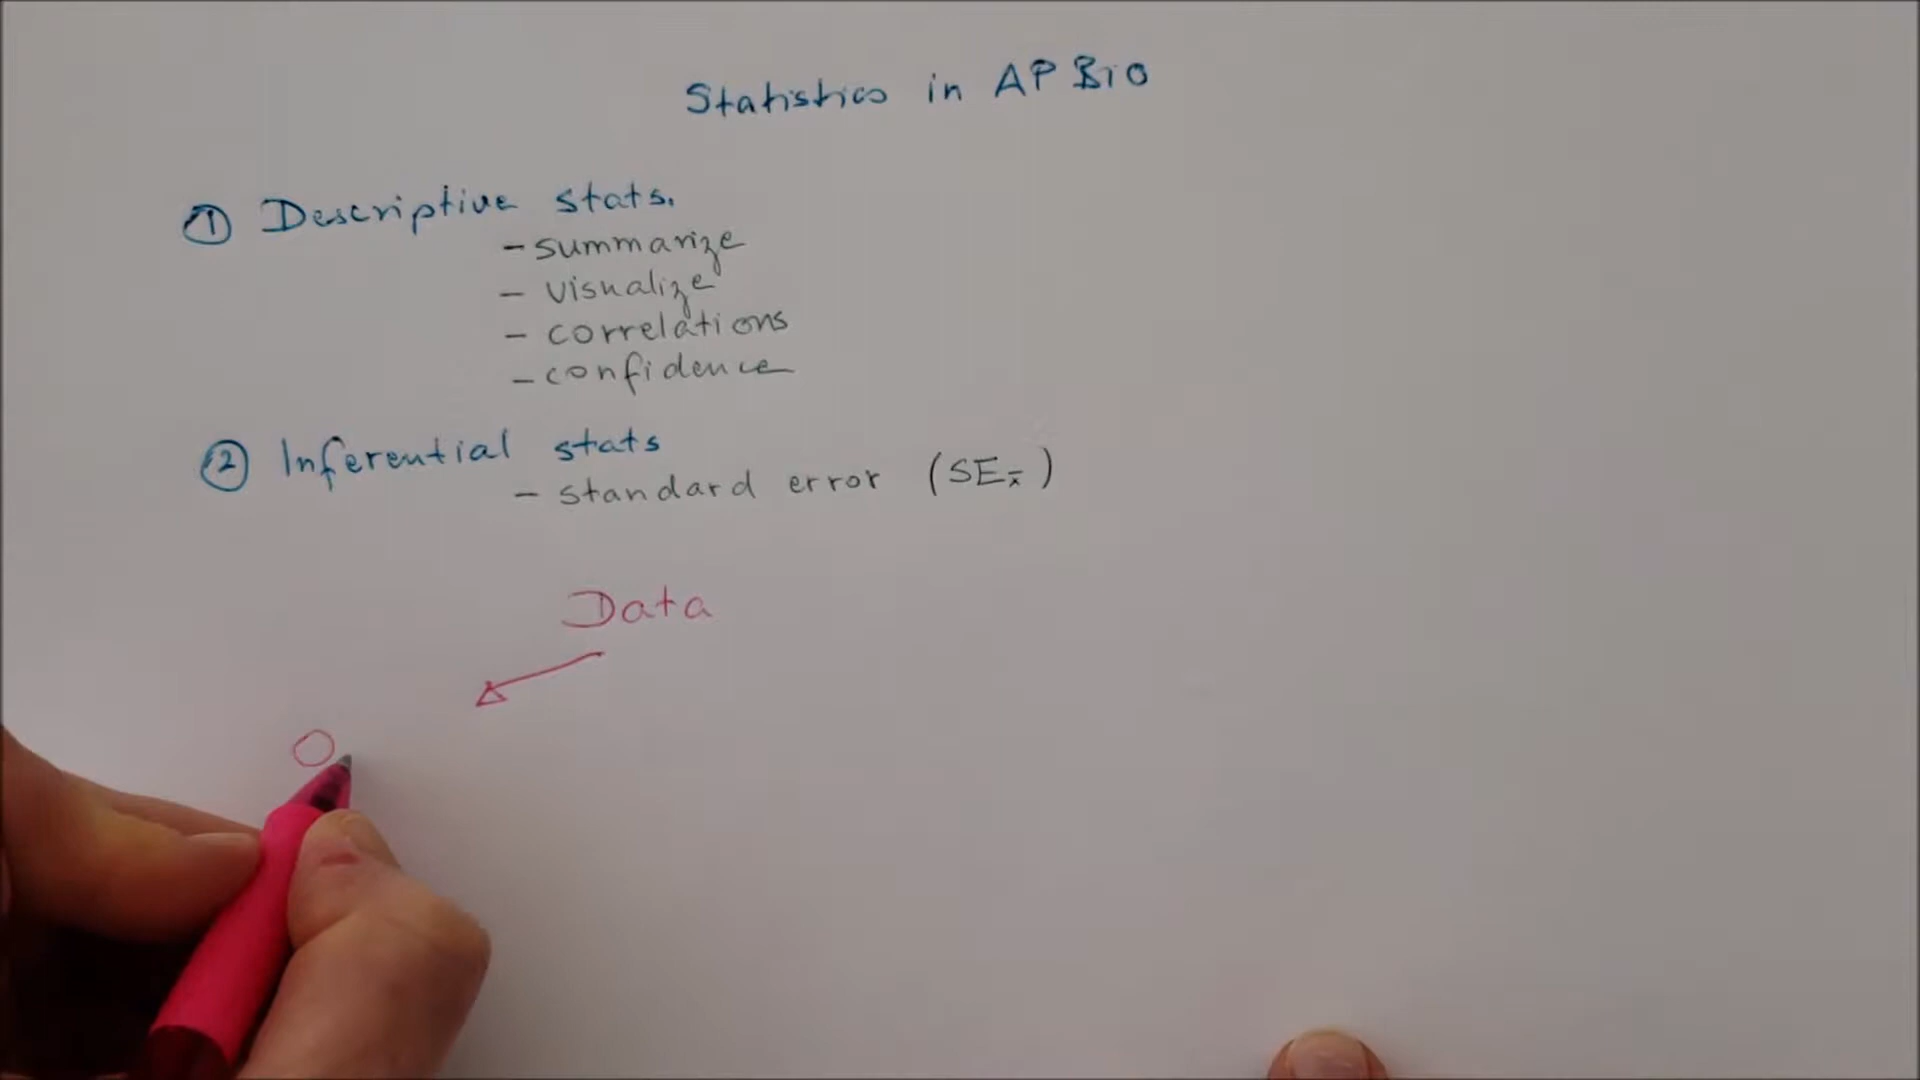 Statistics in AP Bio
① Descriptive stats.
- summarize
- visualize
- correlations
- confidence
② Inferential stats
- standard error (SEx̄)
Data
O